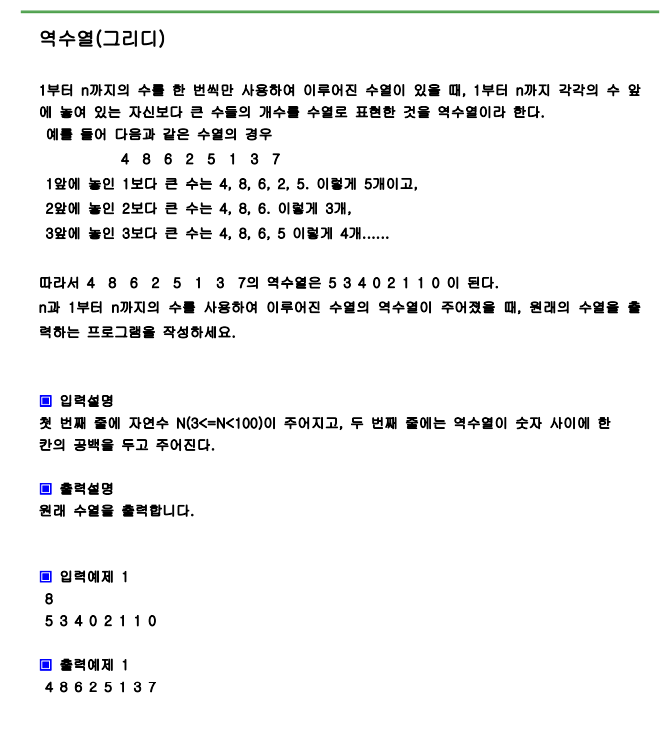 역수열(그리디)
1부터 n까지의 수를 한 번씩만 사용하여 이루어진 수열이 있을 때, 1부터 n까지 각각의 수 앞
에 놓여 있는 자신보다 큰 수들의 개수를 수열로 표현한 것을 역수열이라 한다.
예를 들어 다음과 같은 수열의 경우
4 8 6 2 5 1 3 7
1앞에 놓인 1보다 큰 수는 4, 8, 6, 2, 5. 이렇게 5개이고,
2앞에 놓인 2보다 큰 수는 4, 8, 6. 이렇게 3개,
3앞에 놓인 3보다 큰 수는 4, 8, 6, 5 이렇게 4개......
따라서 4 8 6 2 5 1 3 7의 역수열은 5 3 4 0 2 1 1 0 이 된다.
n과 1부터 n까지의 수를 사용하여 이루어진 수열의 역수열이 주어졌을 때, 원래의 수열을 출
력하는 프로그램을 작성하세요.
▣ 입력설명
첫 번째 줄에 자연수 N(3<=N<100)이 주어지고, 두 번째 줄에는 역수열이 숫자 사이에 한
칸의 공백을 두고 주어진다.
▣ 출력설명
원래 수열을 출력합니다.
▣ 입력예제 1
8
5 3 4 0 2 1 1 0
▣ 출력예제 1
4 8 6 2 5 1 3 7